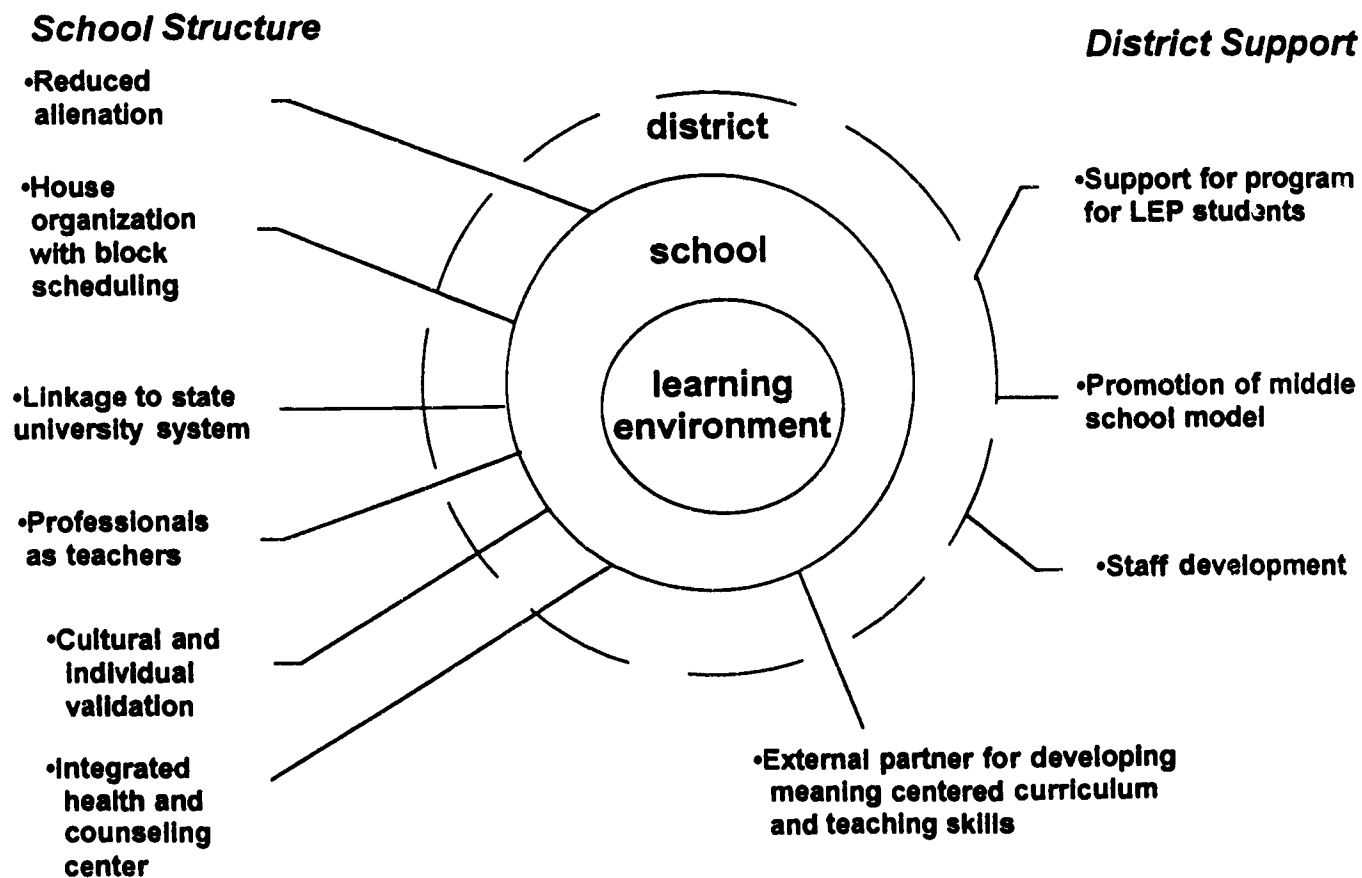 School Structure
•Reduced
alienation
•House
organization
with block
scheduling
•Linkage to state
university system
•Professionals
as teachers
•Cultural and
individual
validation
•Integrated
health and
counseling
center
district
school
learning
environment
District Support
•Support for program
for LEP students
•Promotion of middle
school model
•Staff development
•External partner for developing
meaning centered curriculum
and teaching skills